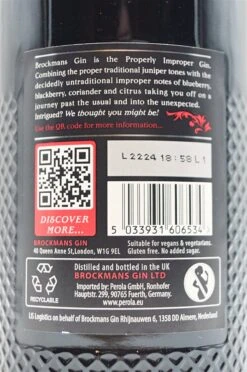 Brockmans Gin is the Properly Improper Gin.
Combining the proper traditional juniper tones with the
decidedly untraditional improper notes of blueberry,
blackberry, coriander and citrus taking you off on a
journey past the usual and into the unexpected.
Intrigued? We thought you might be!
Use the QR code for more information...
L2224 18:58 L1
DISCOVER
MORE...
5 033931 606534
BROCKMANS GIN
40 Queen Anne St, London, W1G 9EL
Suitable for vegans & vegetarians.
Gluten free. No added sugar.
Distilled and bottled in the UK
BROCKMANS GIN LTD
Imported by: Perola GmbH, Ronhofer
Hauptstr. 299, 90765 Fuerth, Germany.
www.perola.eu
RECYCLABLE
LIS Logistics on behalf of Brockmans Gin Rhijnauwen 6, 1358 DD Almere, Nederland